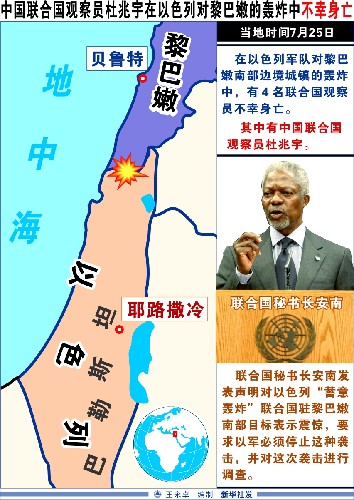 中国联合国观察员杜兆宇在以色列对黎巴嫩的轰炸中不幸身亡
当地时间7月25日
在以色列军队对黎巴
嫩南部边境城镇的轰炸
中，有4名联合国观察
员不幸身亡。
其中有中国联合国
观察员杜兆宇。
贝鲁特
黎巴嫩
地中海
以色列
耶路撒冷
巴勒斯坦
联合国秘书长安南
联合国秘书长安南发
表声明对以色列“蓄意
轰炸”联合国驻黎巴嫩
南部目标表示震惊，要
求以军必须停止这种袭
击，并对这次袭击进行
调查。
编制 新华社发